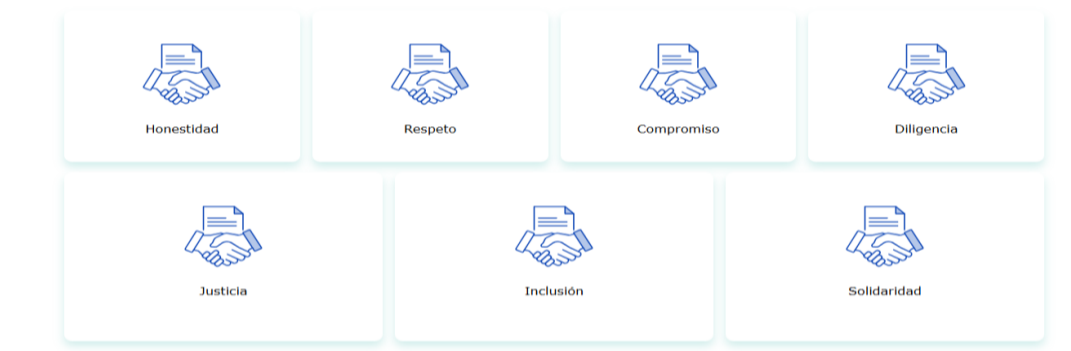 Honestidad
Respeto
Compromiso
Diligencia
Justicia
Inclusión
Solidaridad